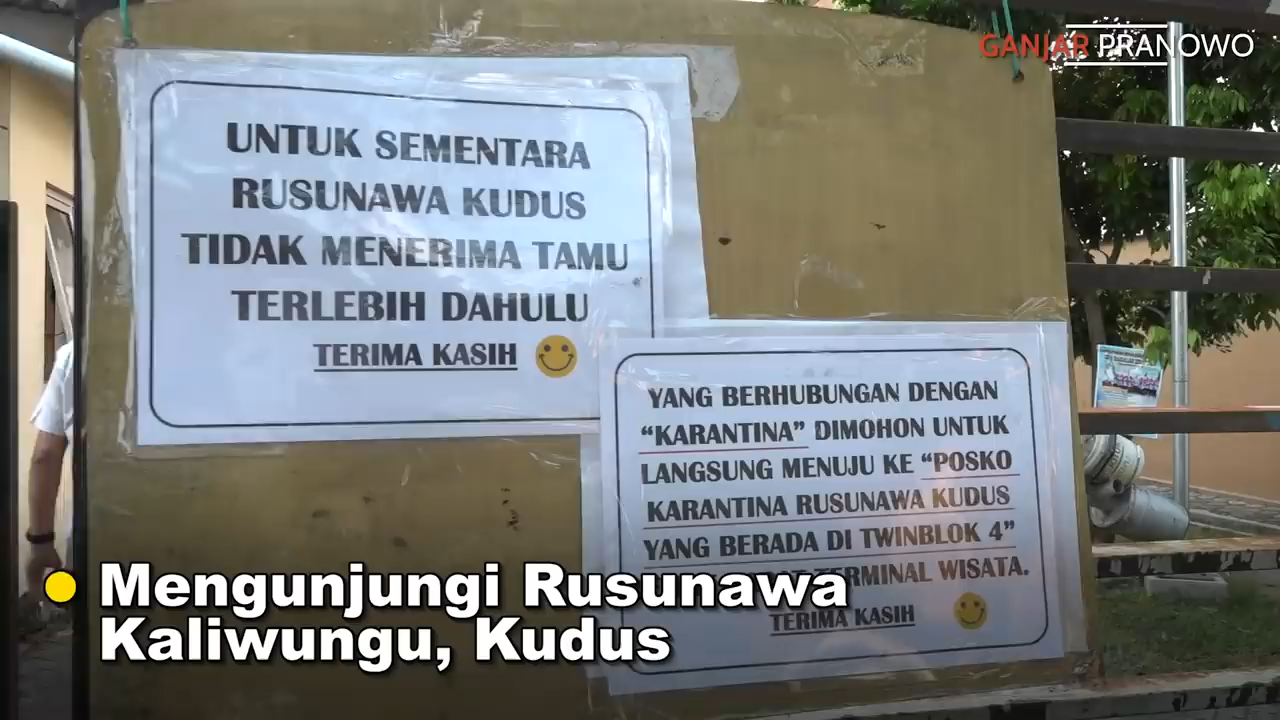 GANJAR PRANOWO
UNTUK SEMENTARA
RUSUNAWA KUDUS
TIDAK MENERIMA TAMU
TERLEBIH DAHULU
TERIMA KASIH
YANG BERHUBUNGAN DENGAN
“KARANTINA” DIMOHON UNTUK
LANGSUNG MENUJU KE “POSKO
KARANTINA RUSUNAWA KUDUS
YANG BERADA DI TWINBLOK 4”
TERMINAL WISATA.
TERIMA KASIH
Mengunjungi Rusunawa
Kaliwungu, Kudus